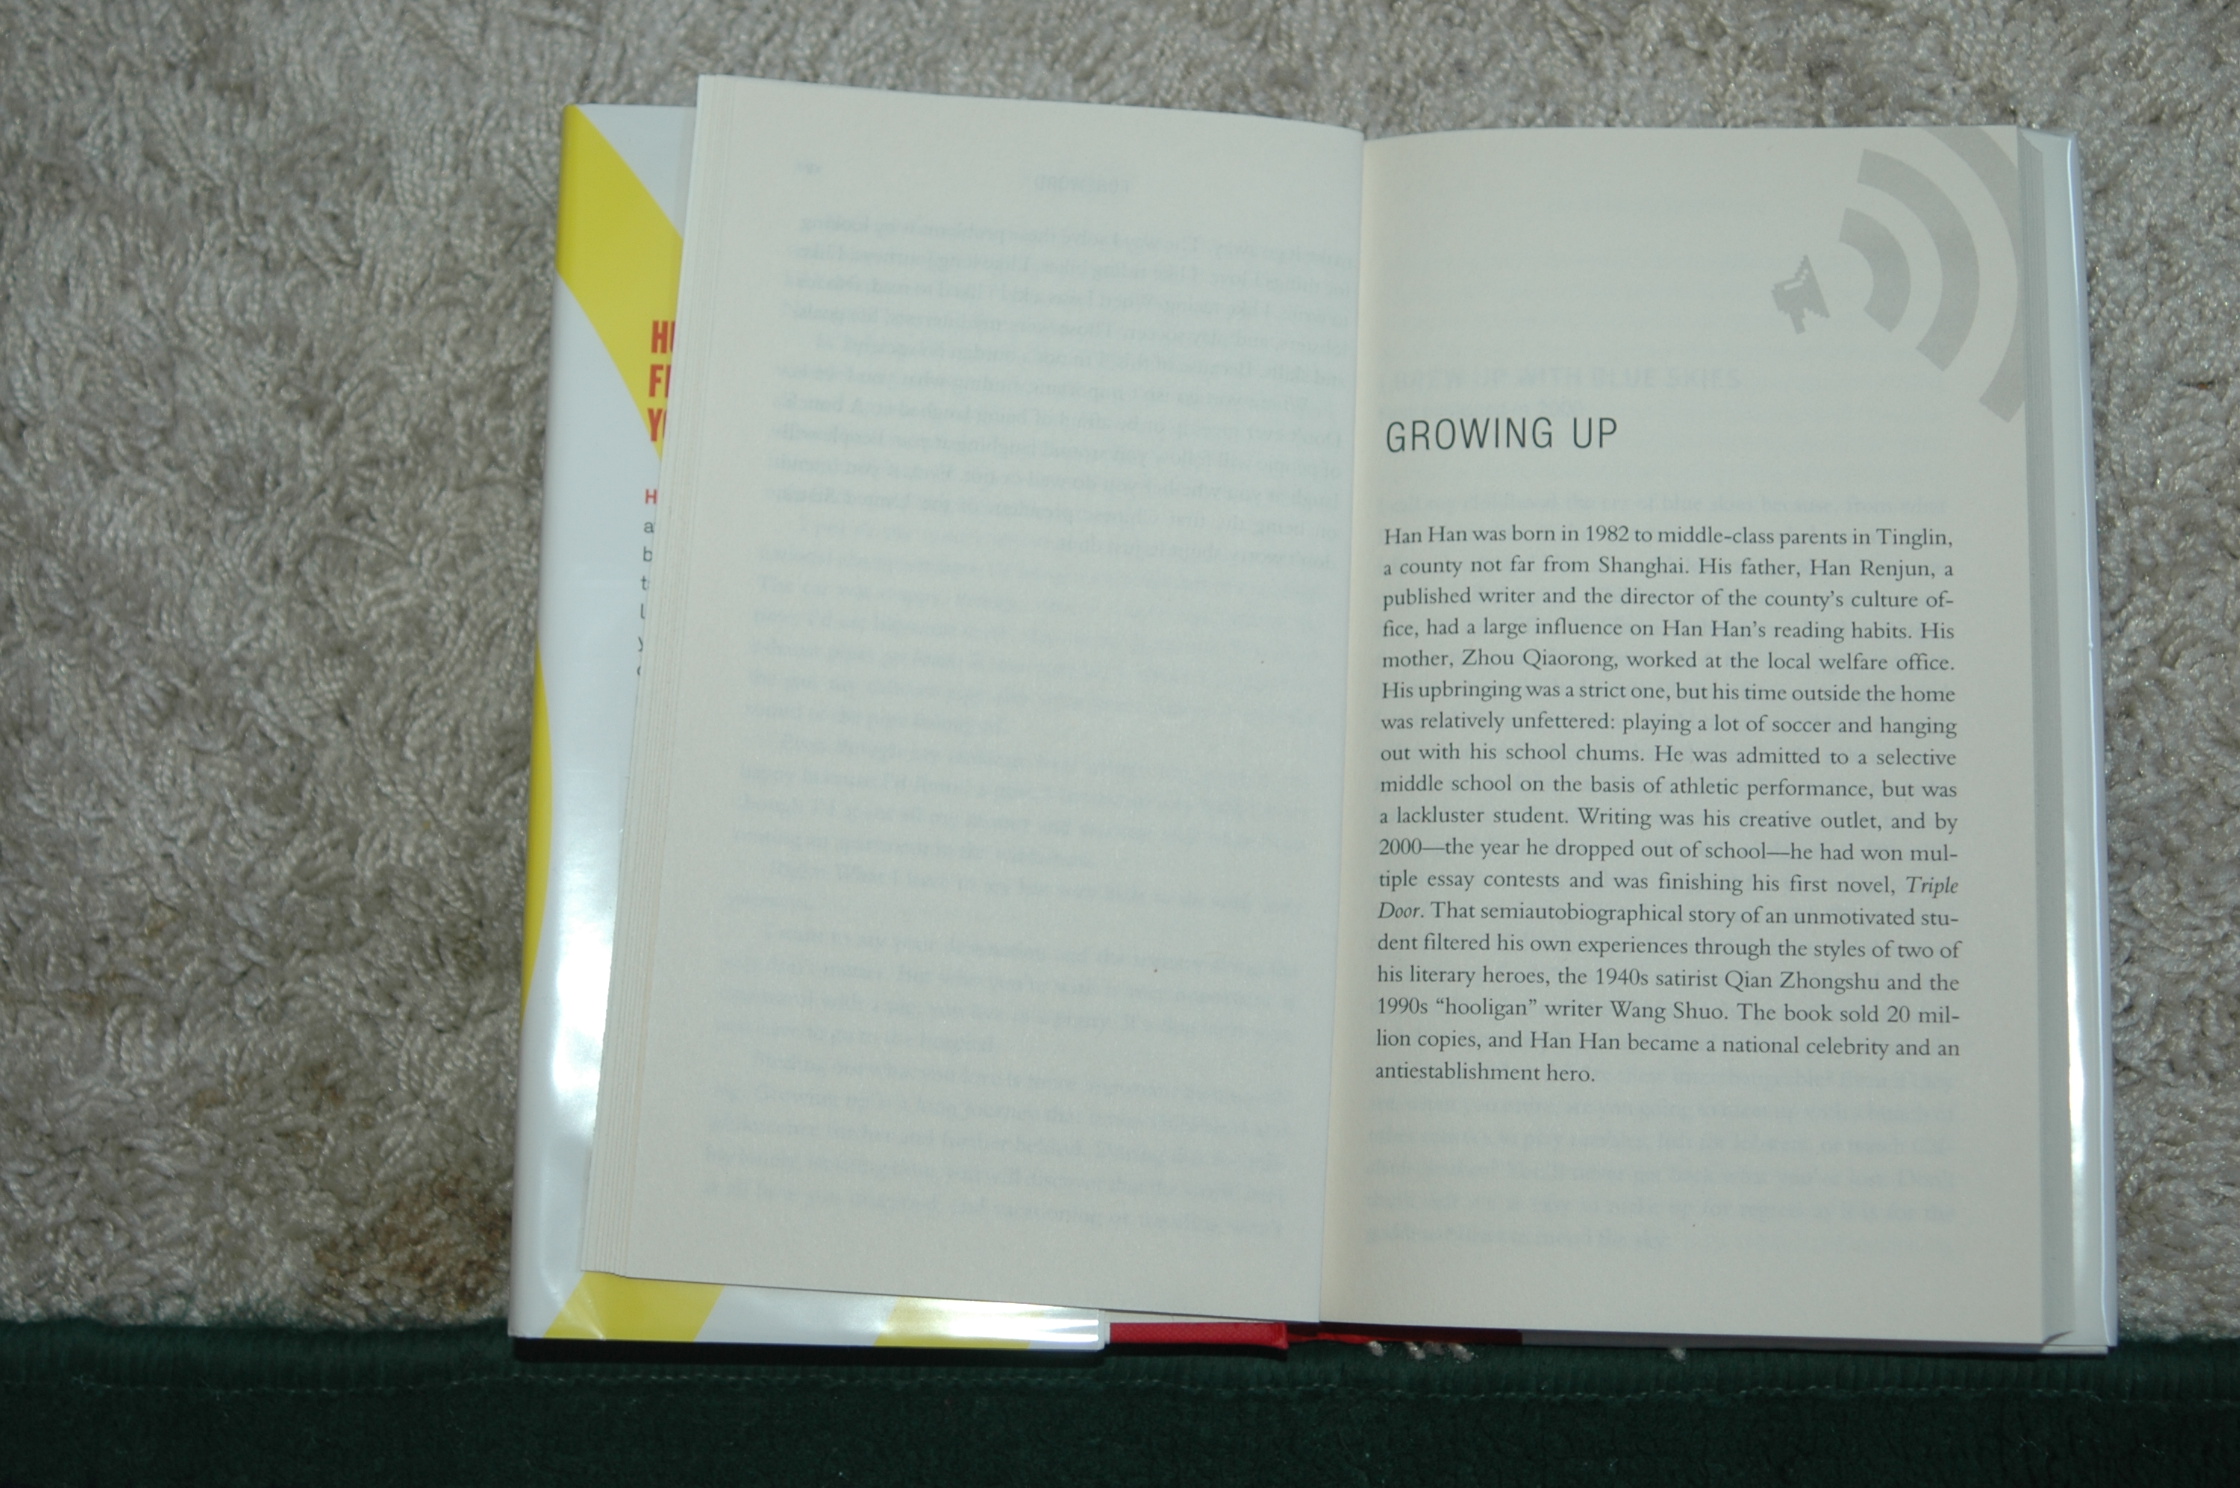 GROWING UP
Han Han was born in 1982 to middle-class parents in Tinglin,
a county not far from Shanghai. His father, Han Renjun, a
published writer and the director of the county's culture of-
fice, had a large influence on Han Han's reading habits. His
mother, Zhou Qiaorong, worked at the local welfare office.
His upbringing was a strict one, but his time outside the home
was relatively unfettered: playing a lot of soccer and hanging
out with his school chums. He was admitted to a selective
middle school on the basis of athletic performance, but was
a lackluster student. Writing was his creative outlet, and by
2000—the year he dropped out of school—he had won mul-
tiple essay contests and was finishing his first novel, Triple
Door. That semiautobiographical story of an unmotivated stu-
dent filtered his own experiences through the styles of two of
his literary heroes, the 1940s satirist Qian Zhongshu and the
1990s “hooligan” writer Wang Shuo. The book sold 20 mil-
lion copies, and Han Han became a national celebrity and an
antiestablishment hero.